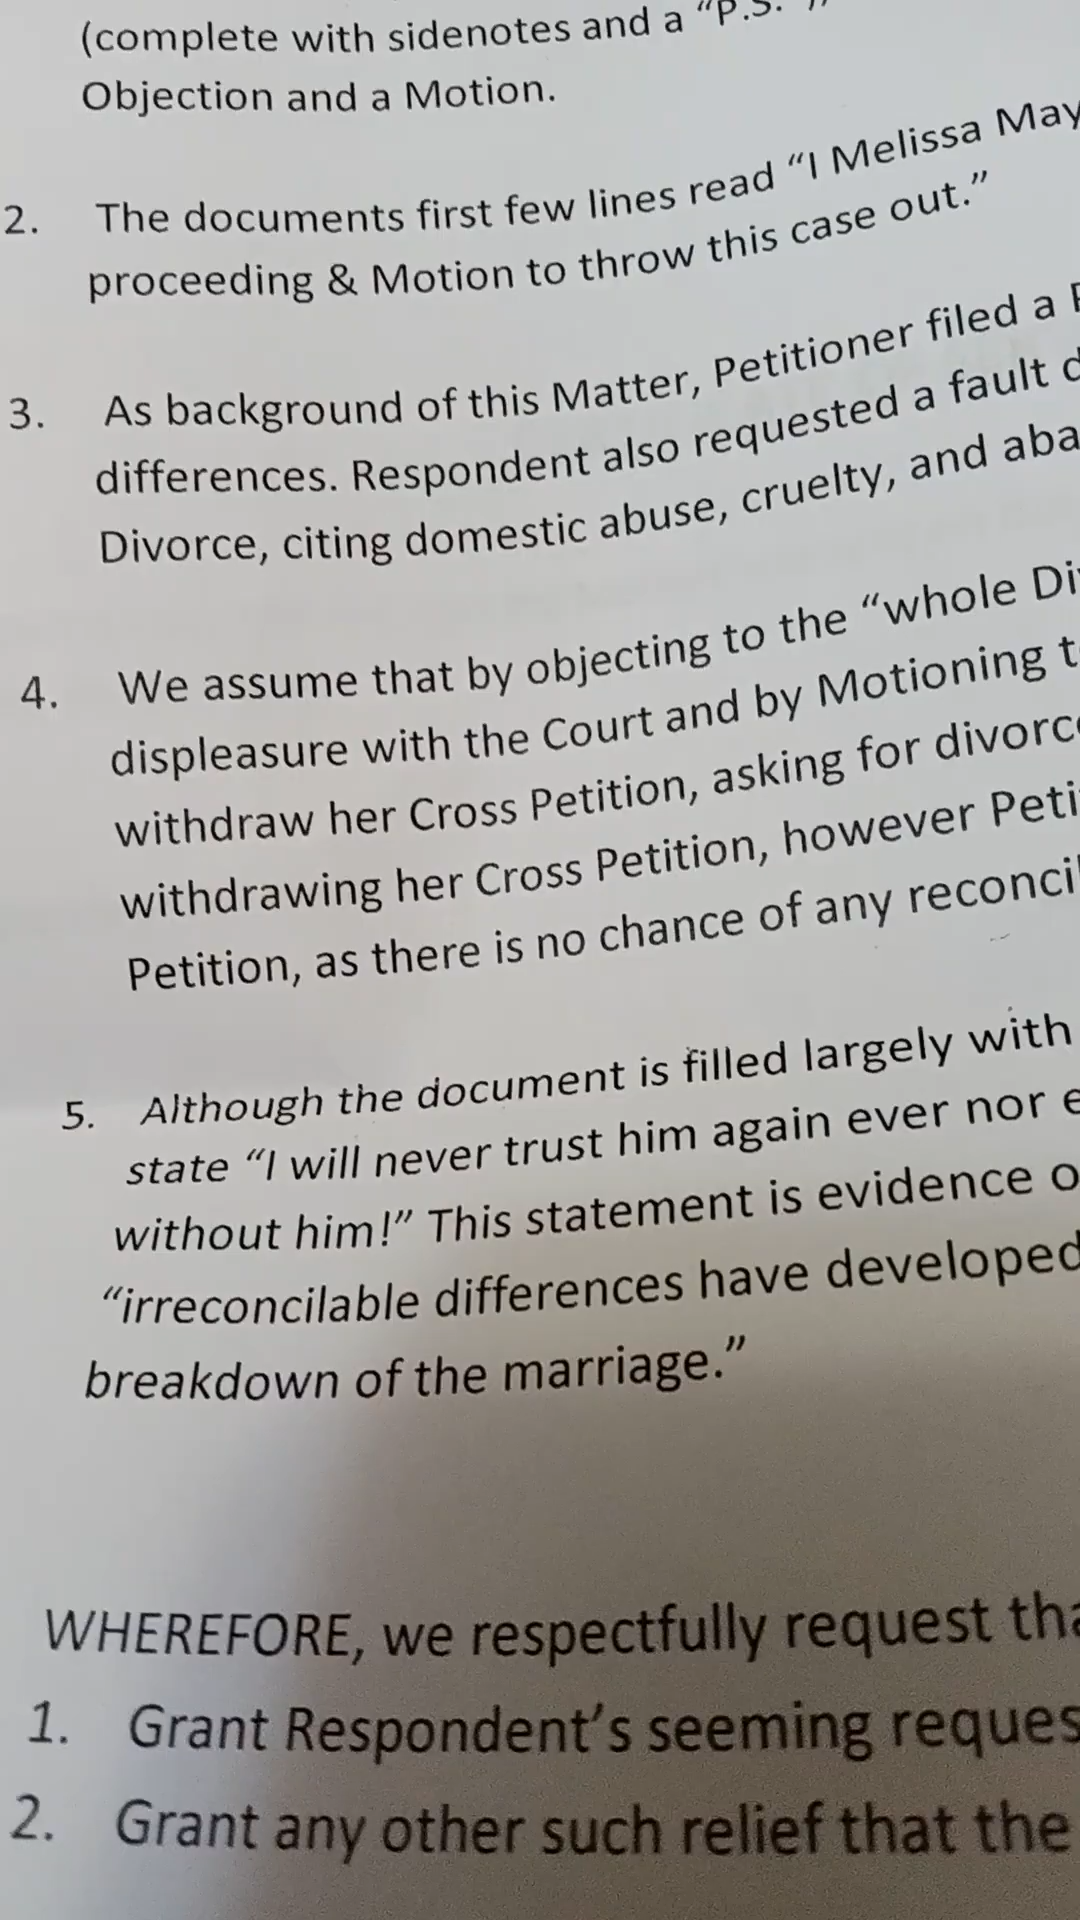 (complete with sidenotes and a "P.S."
Objection and a Motion.
2. The documents first few lines read "I Melissa May
proceeding & Motion to throw this case out."
3. As background of this Matter, Petitioner filed a
differences. Respondent also requested a fault
Divorce, citing domestic abuse, cruelty, and
4. We assume that by objecting to the "whole
displeasure with the Court and by Motioning
withdraw her Cross Petition, asking for
withdrawing her Cross Petition, however
Petition, as there is no chance of any
5. Although the document is filled largely with
state "I will never trust him again ever nor
without him!" This statement is evidence
"irreconcilable differences have developed
breakdown of the marriage."
WHEREFORE, we respectfully request
1. Grant Respondent's seeming
2. Grant any other such relief that the